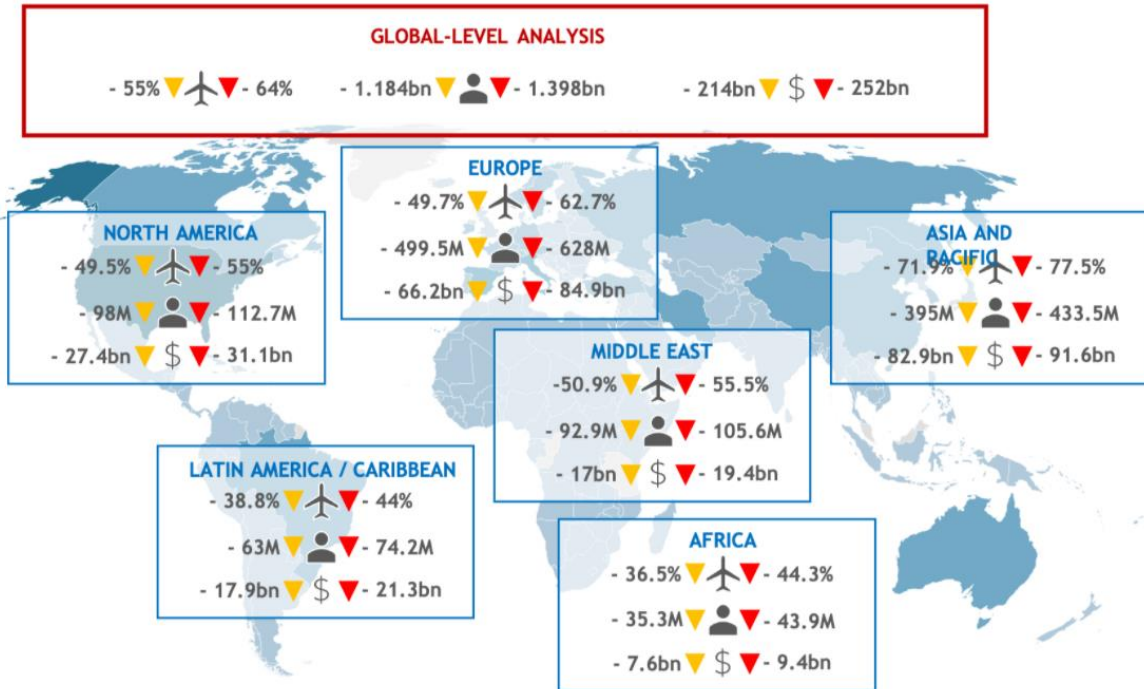 GLOBAL-LEVEL ANALYSIS
- 55% - 64% - 1.184bn - 1.398bn - 214bn $ - 252bn
EUROPE
- 49.7% - 62.7%
- 499.5M - 628M
- 66.2bn $ - 84.9bn
NORTH AMERICA
- 49.5% - 55%
- 98M - 112.7M
- 27.4bn $ - 31.1bn
ASIA AND
PACIFIC
- 71.9% - 77.5%
- 395M - 433.5M
- 82.9bn $ - 91.6bn
MIDDLE EAST
-50.9% - 55.5%
- 92.9M - 105.6M
- 17bn $ - 19.4bn
LATIN AMERICA / CARIBBEAN
- 38.8% - 44%
- 63M - 74.2M
- 17.9bn $ - 21.3bn
AFRICA
- 36.5% - 44.3%
- 35.3M - 43.9M
- 7.6bn $ - 9.4bn